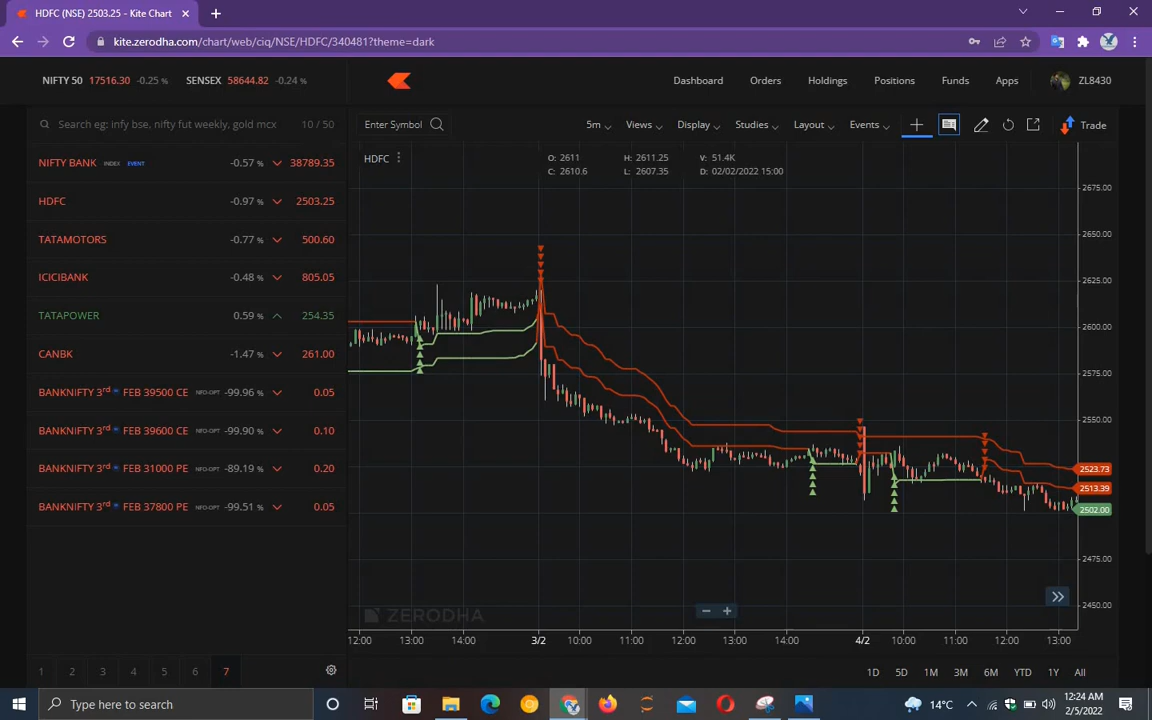 HDFC (NSE) 2503.25 - Kite Chart
kite.zerodha.com/chart/web/ciq/NSE/HDFC/340481?theme=dark
NIFTY 50 17516.30 -0.25 % SENSEX 58644.82 -0.24 %
Dashboard Orders Holdings Positions Funds Apps ZL8430
Search eg: infy bse, nifty fut weekly, gold mcx 10 / 50
Enter Symbol 5m Views Display Studies Layout Events Trade
NIFTY BANK INDEX EVENT -0.57 % 38789.35
HDFC -0.97 % 2503.25
TATAMOTORS -0.77 % 500.60
ICICIBANK -0.48 % 805.05
TATAPOWER 0.59 % 254.35
CANBK -1.47 % 261.00
BANKNIFTY 3rd FEB 39500 CE NFO-OPT -99.96 % 0.05
BANKNIFTY 3rd FEB 39600 CE NFO-OPT -99.90 % 0.10
BANKNIFTY 3rd FEB 31000 PE NFO-OPT -89.19 % 0.20
BANKNIFTY 3rd FEB 37800 PE NFO-OPT -99.51 % 0.05
1 2 3 4 5 6 7
HDFC
O: 2611 H: 2611.25 V: 51.4K
C: 2610.6 L: 2607.35 D: 02/02/2022 15:00
2675.00
2650.00
2625.00
2600.00
2575.00
2550.00
2523.73
2513.39
2502.00
2475.00
2450.00
ZERODHA
12:00 13:00 14:00 3/2 10:00 11:00 12:00 13:00 14:00 4/2 10:00 11:00 12:00 13:00
1D 5D 1M 3M 6M YTD 1Y All
Type here to search
14°C
12:24 AM
2/5/2022